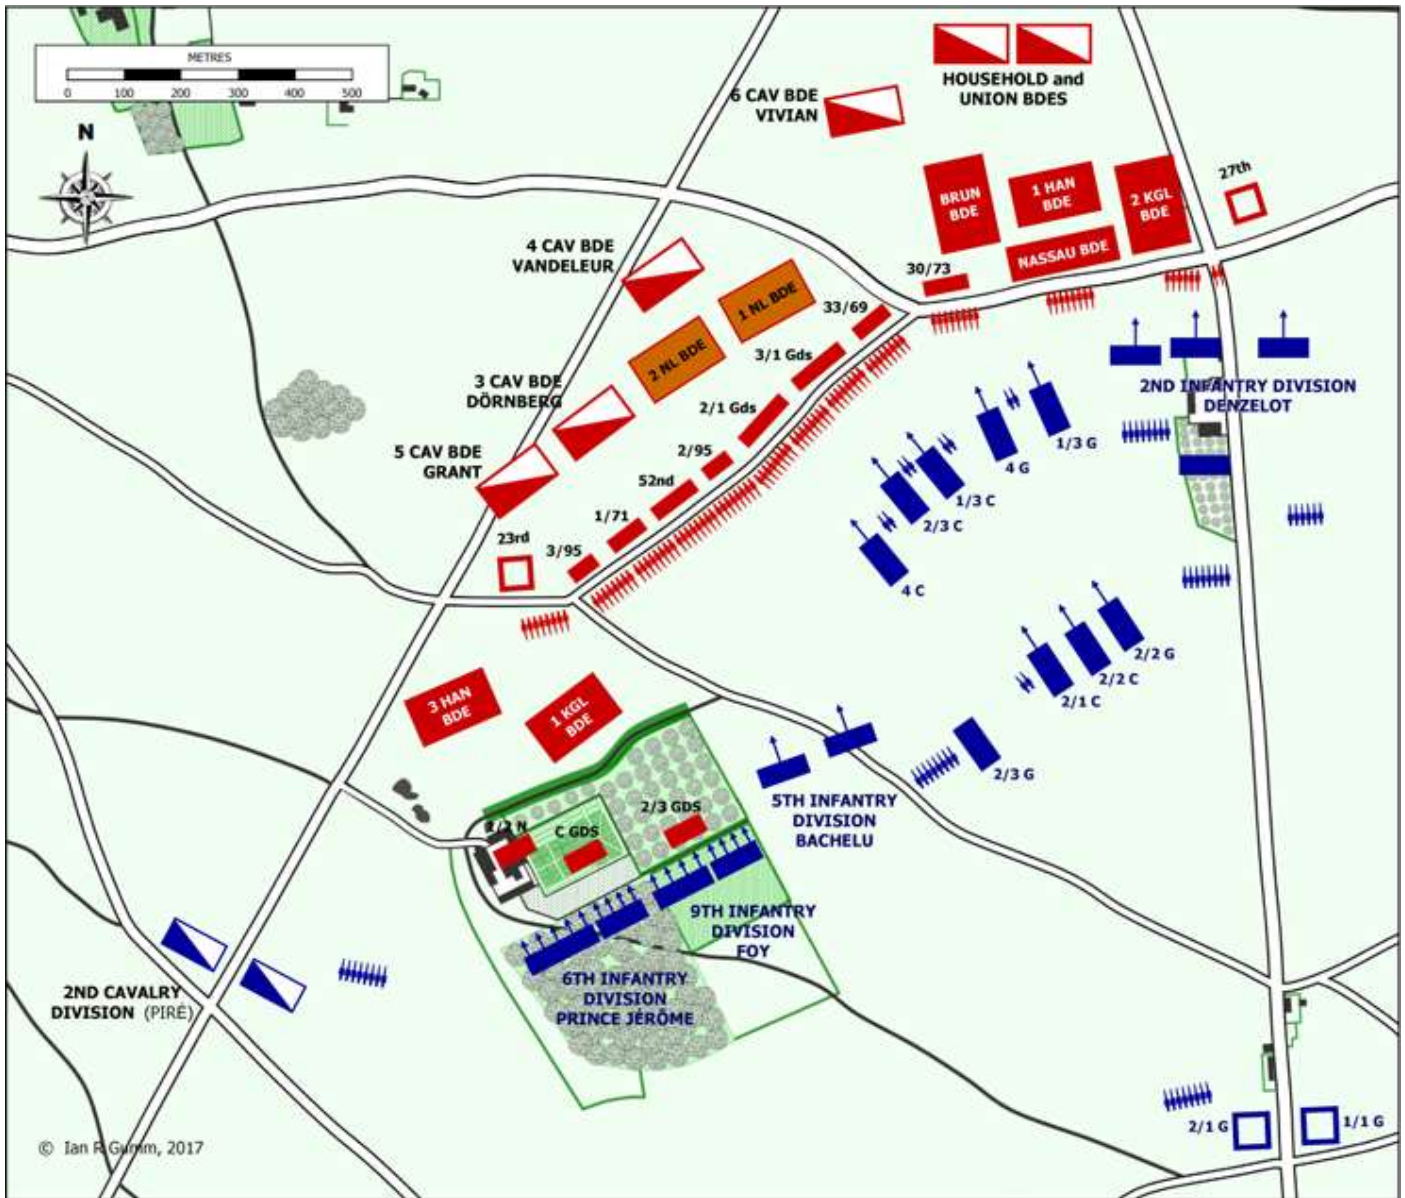 METRES
0 100 200 300 400 500
N
HOUSEHOLD and
UNION BDES
6 CAV BDE
VIVIAN
27th
BRUN
BDE
1 HAN
BDE
2 KGL
BDE
NASSAU BDE
30/73
4 CAV BDE
VANDELEUR
1 NL BDE
33/69
2 NL BDE
3/1 Gds
3 CAV BDE
DÖRNBERG
2/1 Gds
5 CAV BDE
GRANT
2/95
52nd
1/71
23rd
3/95
2ND INFANTRY DIVISION
DENZELOT
1/3 G
4 G
1/3 C
2/3 C
4 C
2/2 G
2/2 C
2/1 C
2/3 G
3 HAN
BDE
1 KGL
BDE
5TH INFANTRY
DIVISION
BACHELU
2/3 GDS
1/2 N
C GDS
9TH INFANTRY
DIVISION
FOY
6TH INFANTRY
DIVISION
PRINCE JÉRÔME
2ND CAVALRY
DIVISION (PIRÉ)
2/1 G
1/1 G
© Ian R Gumm, 2017